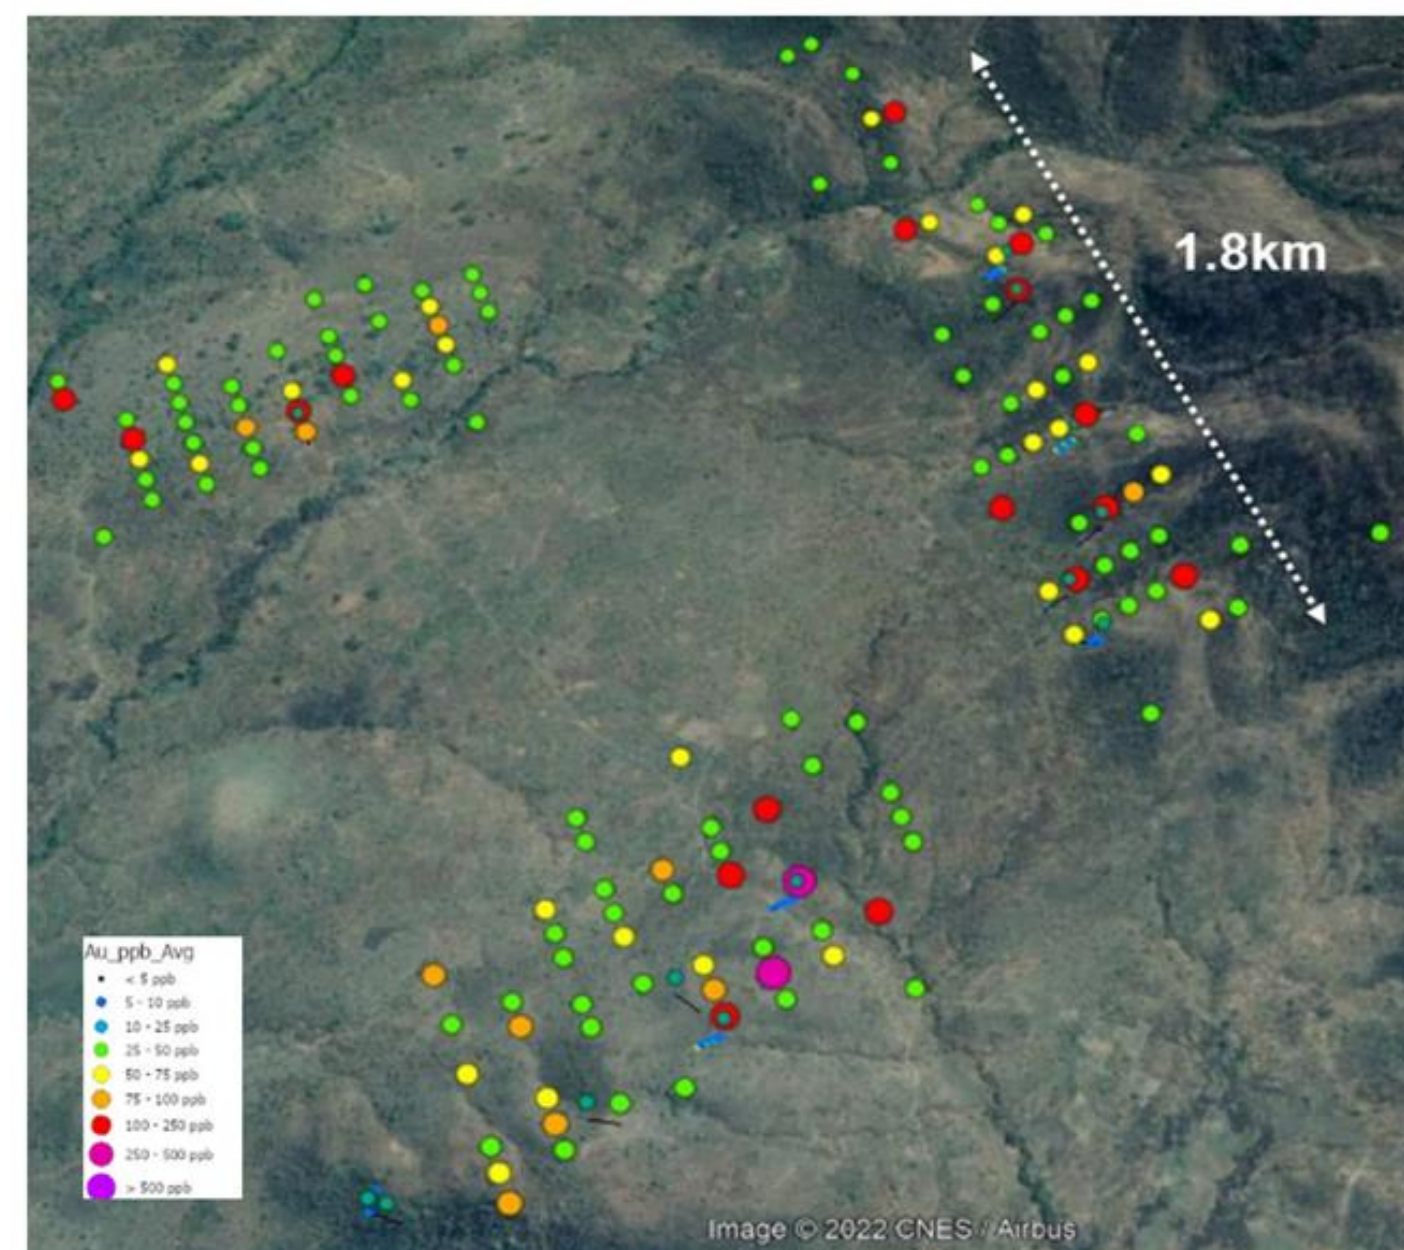 1.8km
Au_ppb_Avg
< 5 ppb
5 - 10 ppb
10 - 25 ppb
25 - 50 ppb
50 - 75 ppb
75 - 100 ppb
100 - 250 ppb
250 - 500 ppb
> 500 ppb
Image © 2022 CNES / Airbus